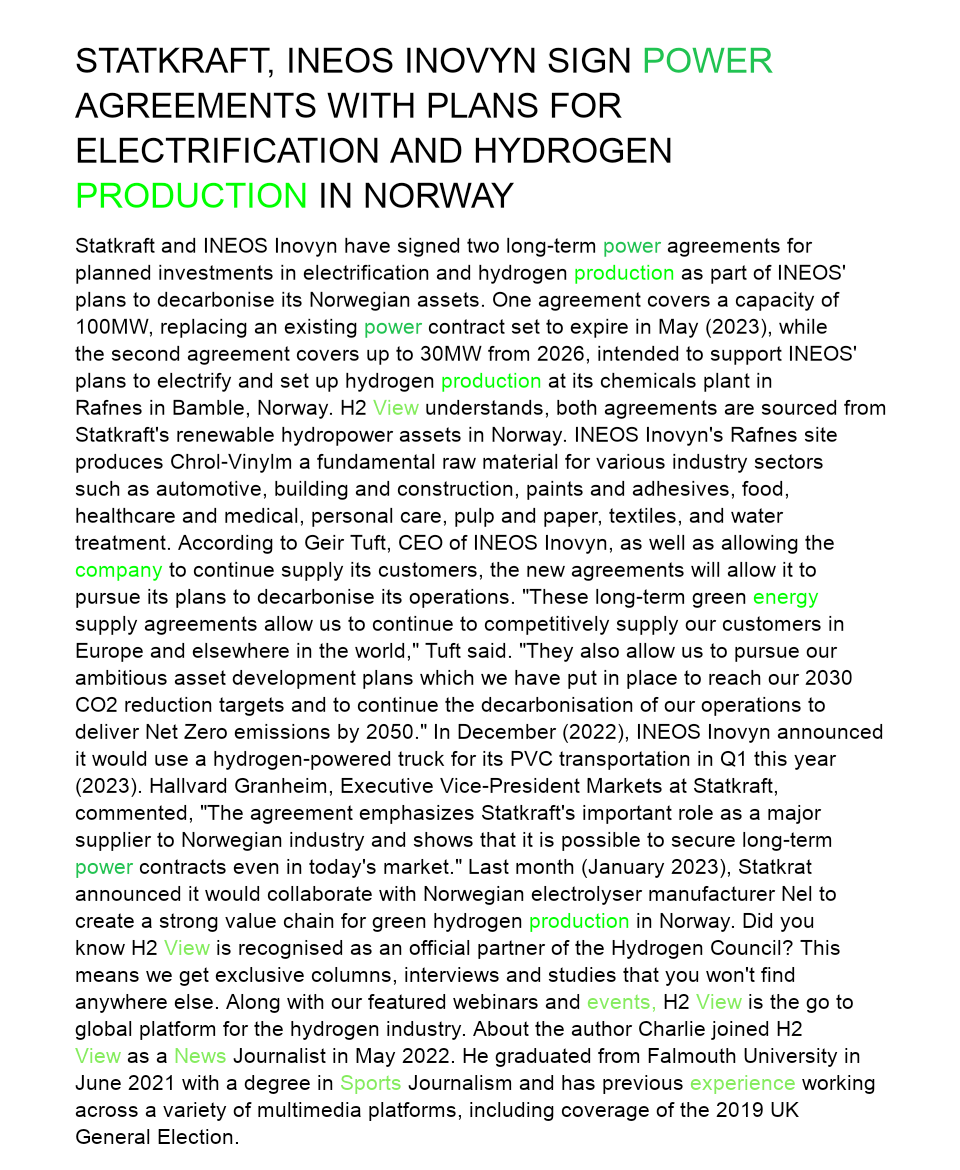 STATKRAFT, INEOS INOVYN SIGN POWER
AGREEMENTS WITH PLANS FOR
ELECTRIFICATION AND HYDROGEN
PRODUCTION IN NORWAY
Statkraft and INEOS Inovyn have signed two long-term power agreements for
planned investments in electrification and hydrogen production as part of INEOS'
plans to decarbonise its Norwegian assets. One agreement covers a capacity of
100MW, replacing an existing power contract set to expire in May (2023), while
the second agreement covers up to 30MW from 2026, intended to support INEOS'
plans to electrify and set up hydrogen production at its chemicals plant in
Rafnes in Bamble, Norway. H2 View understands, both agreements are sourced from
Statkraft's renewable hydropower assets in Norway. INEOS Inovyn's Rafnes site
produces Chrol-Vinylm a fundamental raw material for various industry sectors
such as automotive, building and construction, paints and adhesives, food,
healthcare and medical, personal care, pulp and paper, textiles, and water
treatment. According to Geir Tuft, CEO of INEOS Inovyn, as well as allowing the
company to continue supply its customers, the new agreements will allow it to
pursue its plans to decarbonise its operations. "These long-term green energy
supply agreements allow us to continue to competitively supply our customers in
Europe and elsewhere in the world," Tuft said. "They also allow us to pursue our
ambitious asset development plans which we have put in place to reach our 2030
CO2 reduction targets and to continue the decarbonisation of our operations to
deliver Net Zero emissions by 2050." In December (2022), INEOS Inovyn announced
it would use a hydrogen-powered truck for its PVC transportation in Q1 this year
(2023). Hallvard Granheim, Executive Vice-President Markets at Statkraft,
commented, "The agreement emphasizes Statkraft's important role as a major
supplier to Norwegian industry and shows that it is possible to secure long-term
power contracts even in today's market." Last month (January 2023), Statkrat
announced it would collaborate with Norwegian electrolyser manufacturer Nel to
create a strong value chain for green hydrogen production in Norway. Did you
know H2 View is recognised as an official partner of the Hydrogen Council? This
means we get exclusive columns, interviews and studies that you won't find
anywhere else. Along with our featured webinars and events, H2 View is the go to
global platform for the hydrogen industry. About the author Charlie joined H2
View as a News Journalist in May 2022. He graduated from Falmouth University in
June 2021 with a degree in Sports Journalism and has previous experience working
across a variety of multimedia platforms, including coverage of the 2019 UK
General Election.